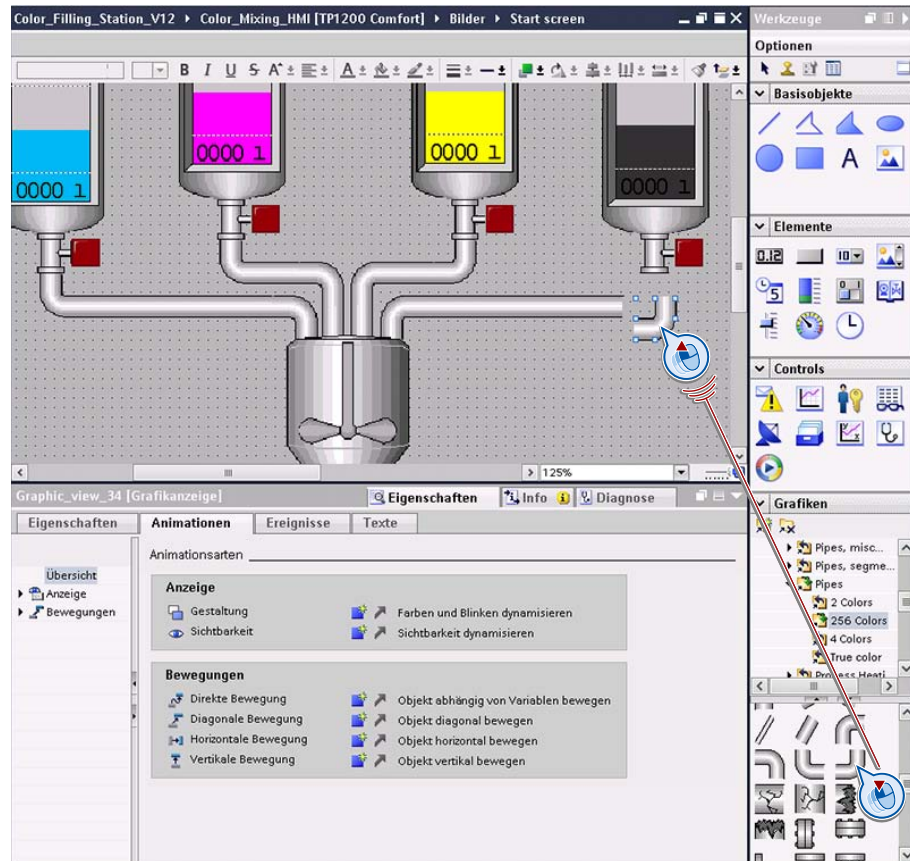 Color_Filling_Station_V12 ▸ Color_Mixing_HMI [TP1200 Comfort] ▸ Bilder ▸ Start screen
B I U S A A
0000 1
0000 1
0000 1
0000 1
125%
Graphic_view_34 [Grafikanzeige]
Eigenschaften
Info
Diagnose
Eigenschaften
Animationen
Ereignisse
Texte
Übersicht
Anzeige
Bewegungen
Animationsarten
Anzeige
Gestaltung
Farben und Blinken dynamisieren
Sichtbarkeit
Sichtbarkeit dynamisieren
Bewegungen
Direkte Bewegung
Objekt abhängig von Variablen bewegen
Diagonale Bewegung
Objekt diagonal bewegen
Horizontale Bewegung
Objekt horizontal bewegen
Vertikale Bewegung
Objekt vertikal bewegen
Werkzeuge
Optionen
Basisobjekte
A
Elemente
0.12
10
5
Controls
Grafiken
Pipes, misc...
Pipes, segme...
Pipes
2 Colors
256 Colors
4 Colors
True color
Process Heati